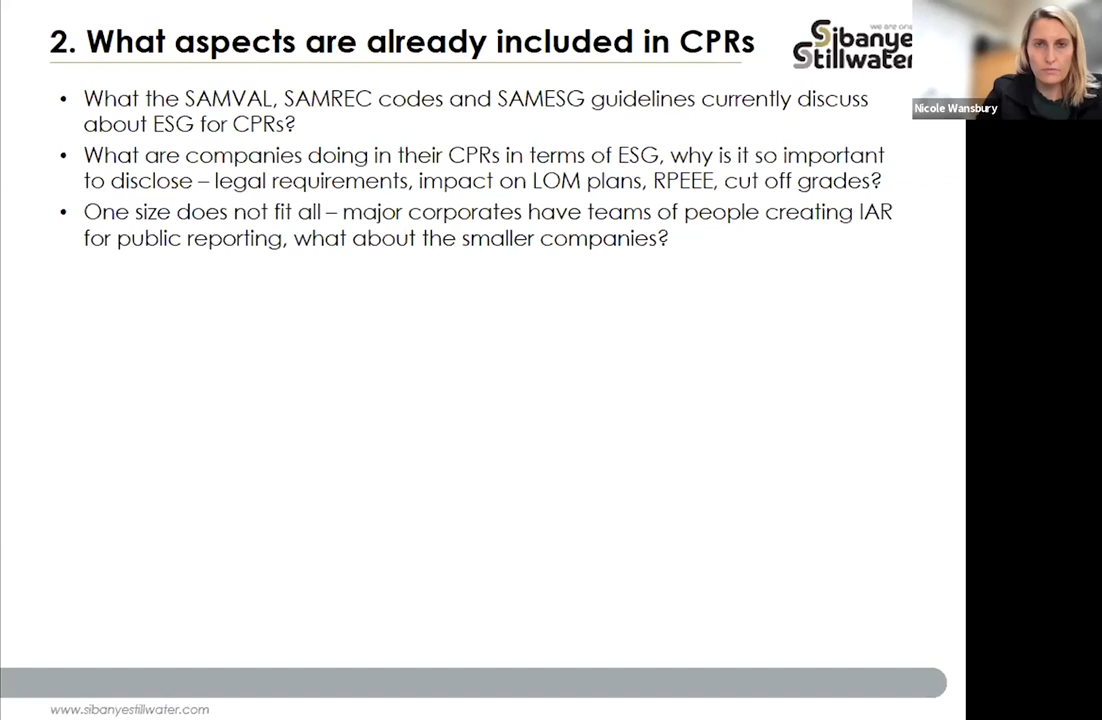 2. What aspects are already included in CPRs
we are one
Sibanye
Stillwater
Nicole Wansbury
• What the SAMVAL, SAMREC codes and SAMESG guidelines currently discuss
about ESG for CPRs?
• What are companies doing in their CPRs in terms of ESG, why is it so important
to disclose – legal requirements, impact on LOM plans, RPEEE, cut off grades?
• One size does not fit all – major corporates have teams of people creating IAR
for public reporting, what about the smaller companies?
www.sibanyestillwater.com